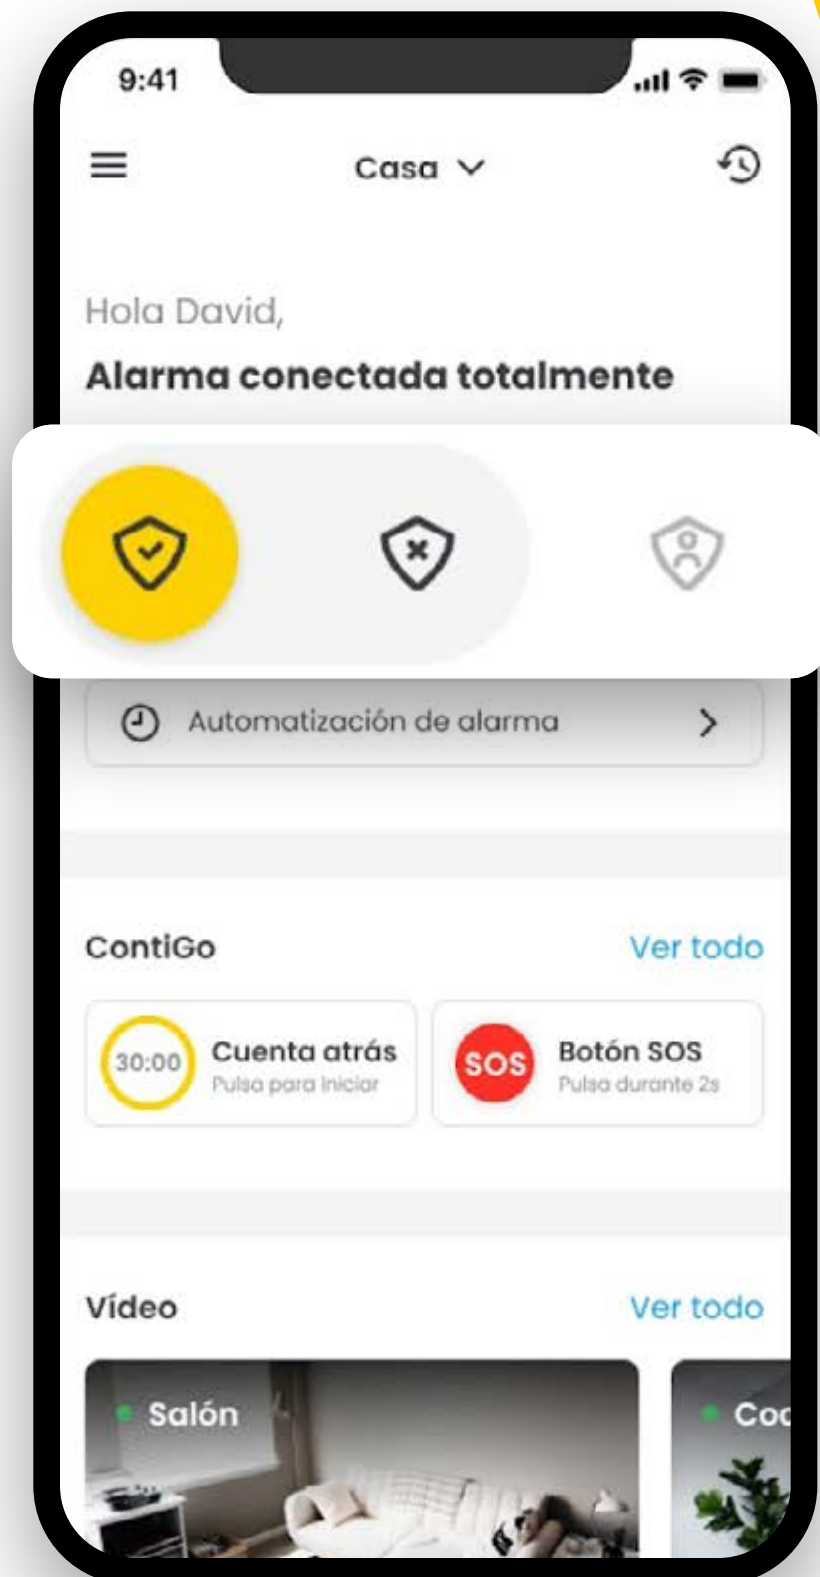 9:41
Casa
Hola David,
Alarma conectada totalmente
Automatización de alarma
ContiGo
Ver todo
30:00
Cuenta atrás
Pulsa para iniciar
SOS
Botón SOS
Pulsa durante 2s
Vídeo
Ver todo
Salón
Coc